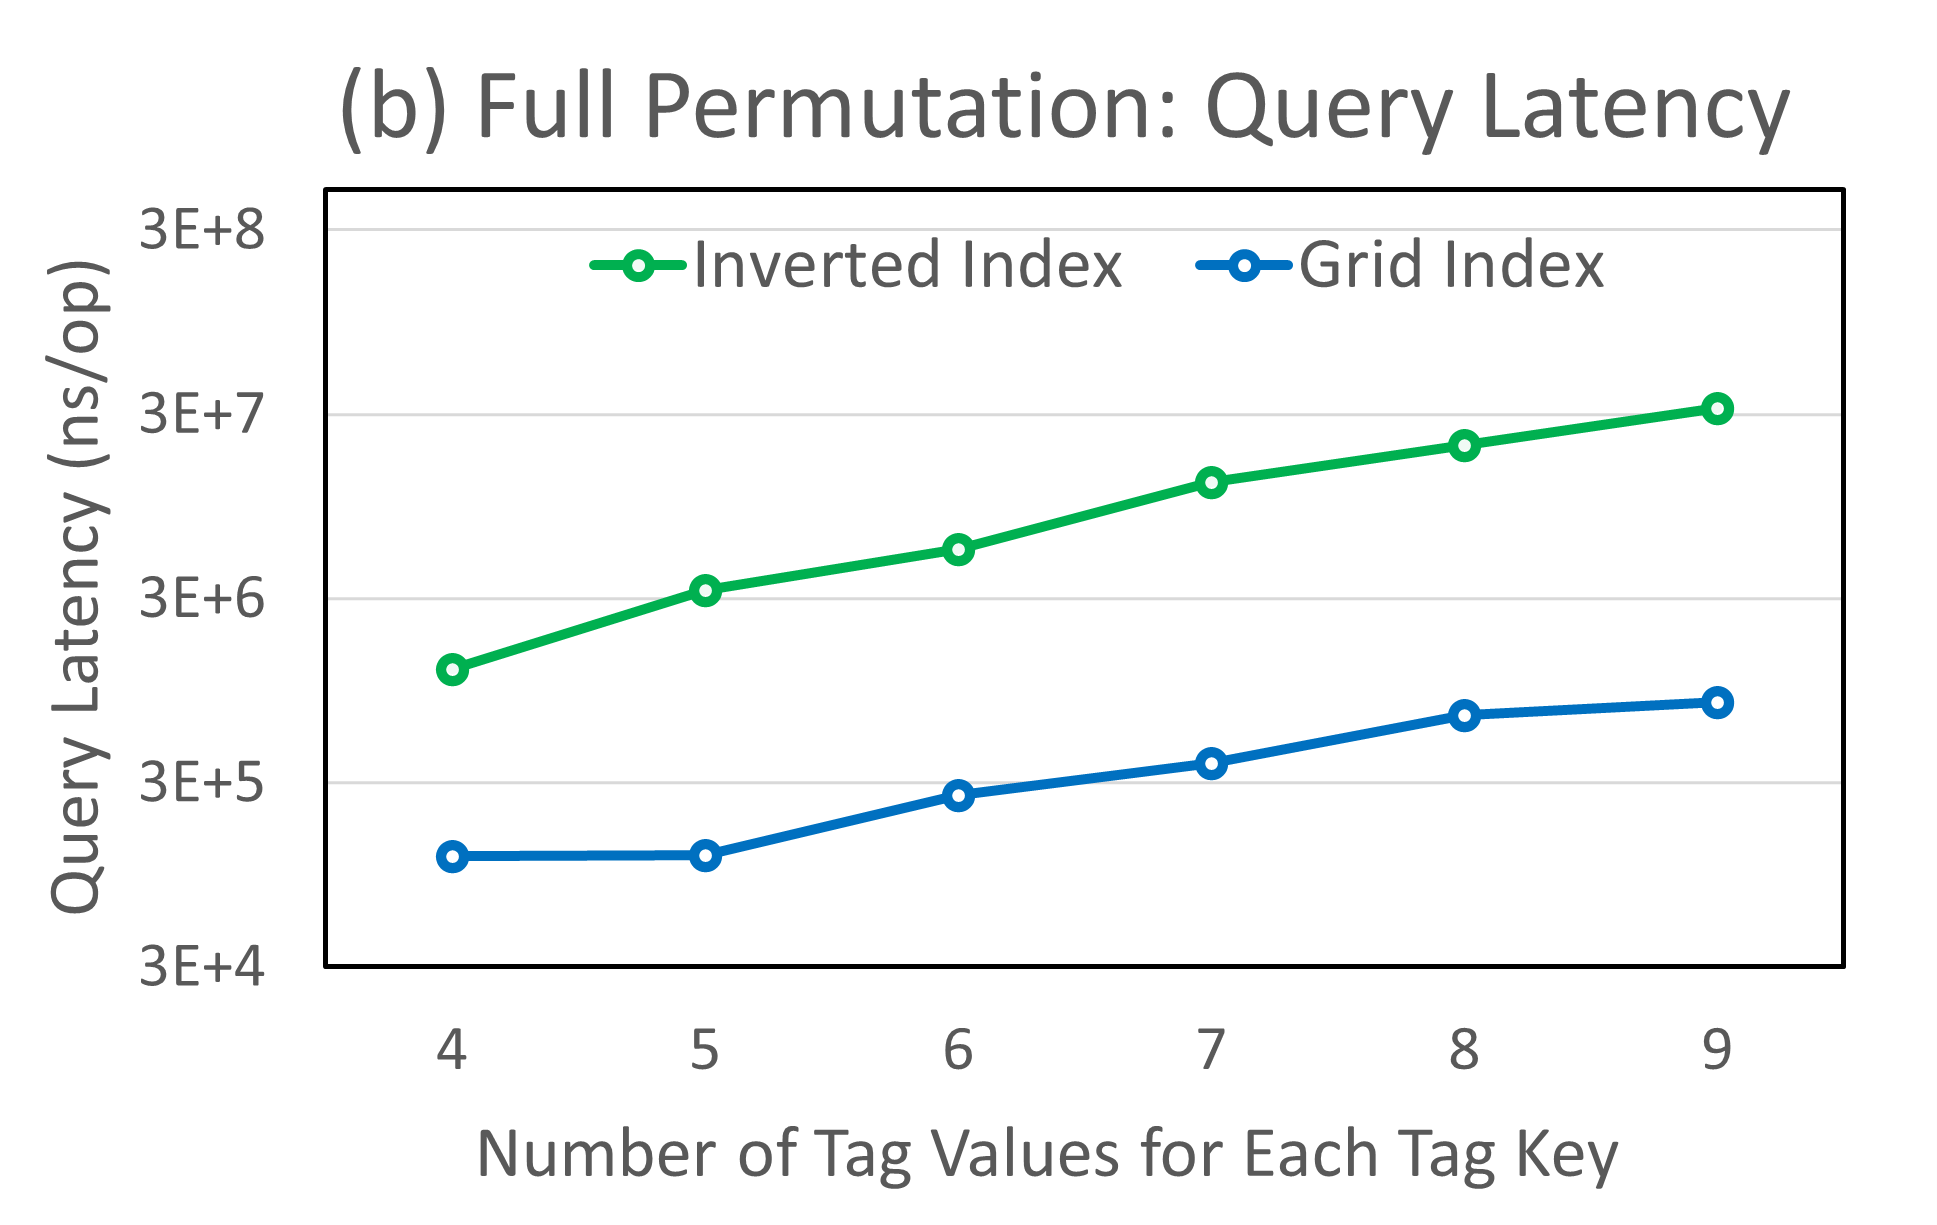 (b) Full Permutation: Query Latency
Query Latency (ns/op)
3E+8
3E+7
3E+6
3E+5
3E+4
Inverted Index
Grid Index
4 5 6 7 8 9
Number of Tag Values for Each Tag Key